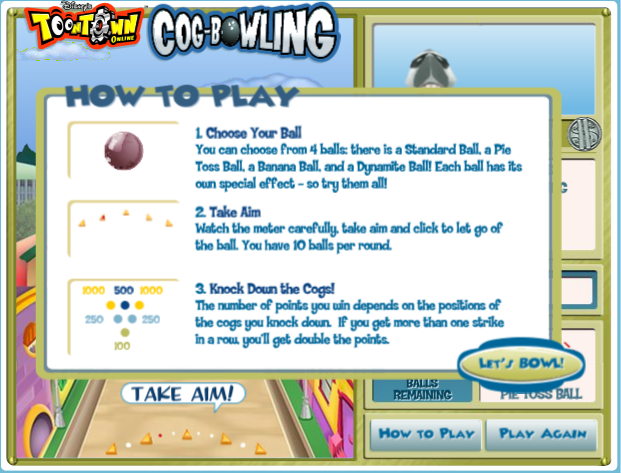 Disney's
TOONTOWN
ONLINE
COG-BOWLING
HOW TO PLAY
1. Choose Your Ball
You can choose from 4 balls: there is a Standard Ball, a Pie
Toss Ball, a Banana Ball, and a Dynamite Ball! Each ball has its
own special effect - so try them all!
2. Take Aim
Watch the meter carefully, take aim and click to let go of
the ball. You have 10 balls per round.
1000 500 1000
250 250
100
3. Knock Down the Cogs!
The number of points you win depends on the positions of
the cogs you knock down. If you get more than one strike
in a row, you'll get double the points.
LET'S BOWL!
TAKE AIM!
BALLS
REMAINING
PIE TOSS BALL
HOW TO PLAY
PLAY AGAIN